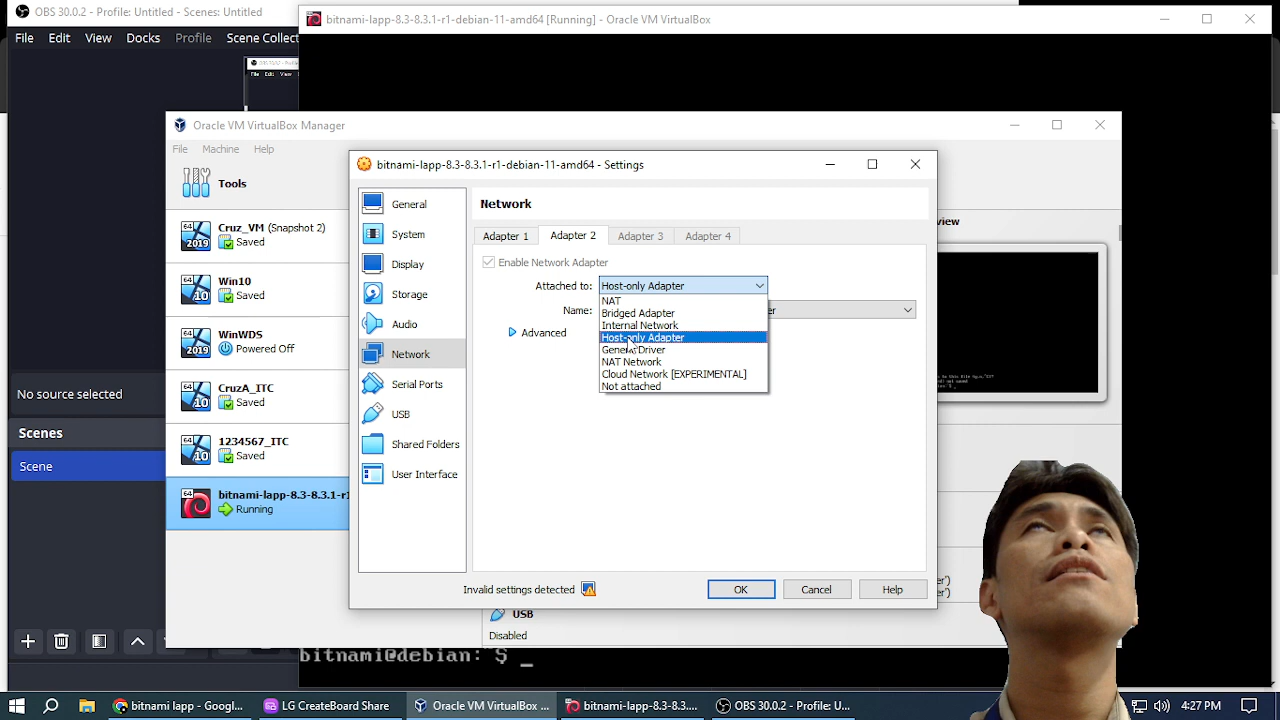 OBS 30.0.2 - Profile: Untitled - Scenes: Untitled
File Edit View Docks Profile Scene Collect
bitnami-lapp-8.3-8.3.1-r1-debian-11-amd64 [Running] - Oracle VM VirtualBox
Oracle VM VirtualBox Manager
File Machine Help
Tools
Cruz_VM (Snapshot 2)
Saved
Win10
Saved
WinWDS
Powered Off
CruzA_ITC
Saved
1234567_ITC
Saved
bitnami-lapp-8.3-8.3.1-r1
Running
bitnami-lapp-8.3-8.3.1-r1-debian-11-amd64 - Settings
General
System
Display
Storage
Audio
Network
Serial Ports
USB
Shared Folders
User Interface
Network
Adapter 1 Adapter 2 Adapter 3 Adapter 4
Enable Network Adapter
Attached to: Host-only Adapter
Name: er
Advanced
NAT
Bridged Adapter
Internal Network
Host-only Adapter
Generic Driver
NAT Network
Cloud Network [EXPERIMENTAL]
Not attached
Invalid settings detected
OK Cancel Help
view
er')
er')
USB
Disabled
No source selected
Scenes
Scene
bitnami@debian:~$ _
Bitnami lapp - Googl... LG CreateBoard Share VirtualBox ... bitnami-lapp-8.3-8.3.... OBS 30.0.2 - Profile: U... 4:27 PM